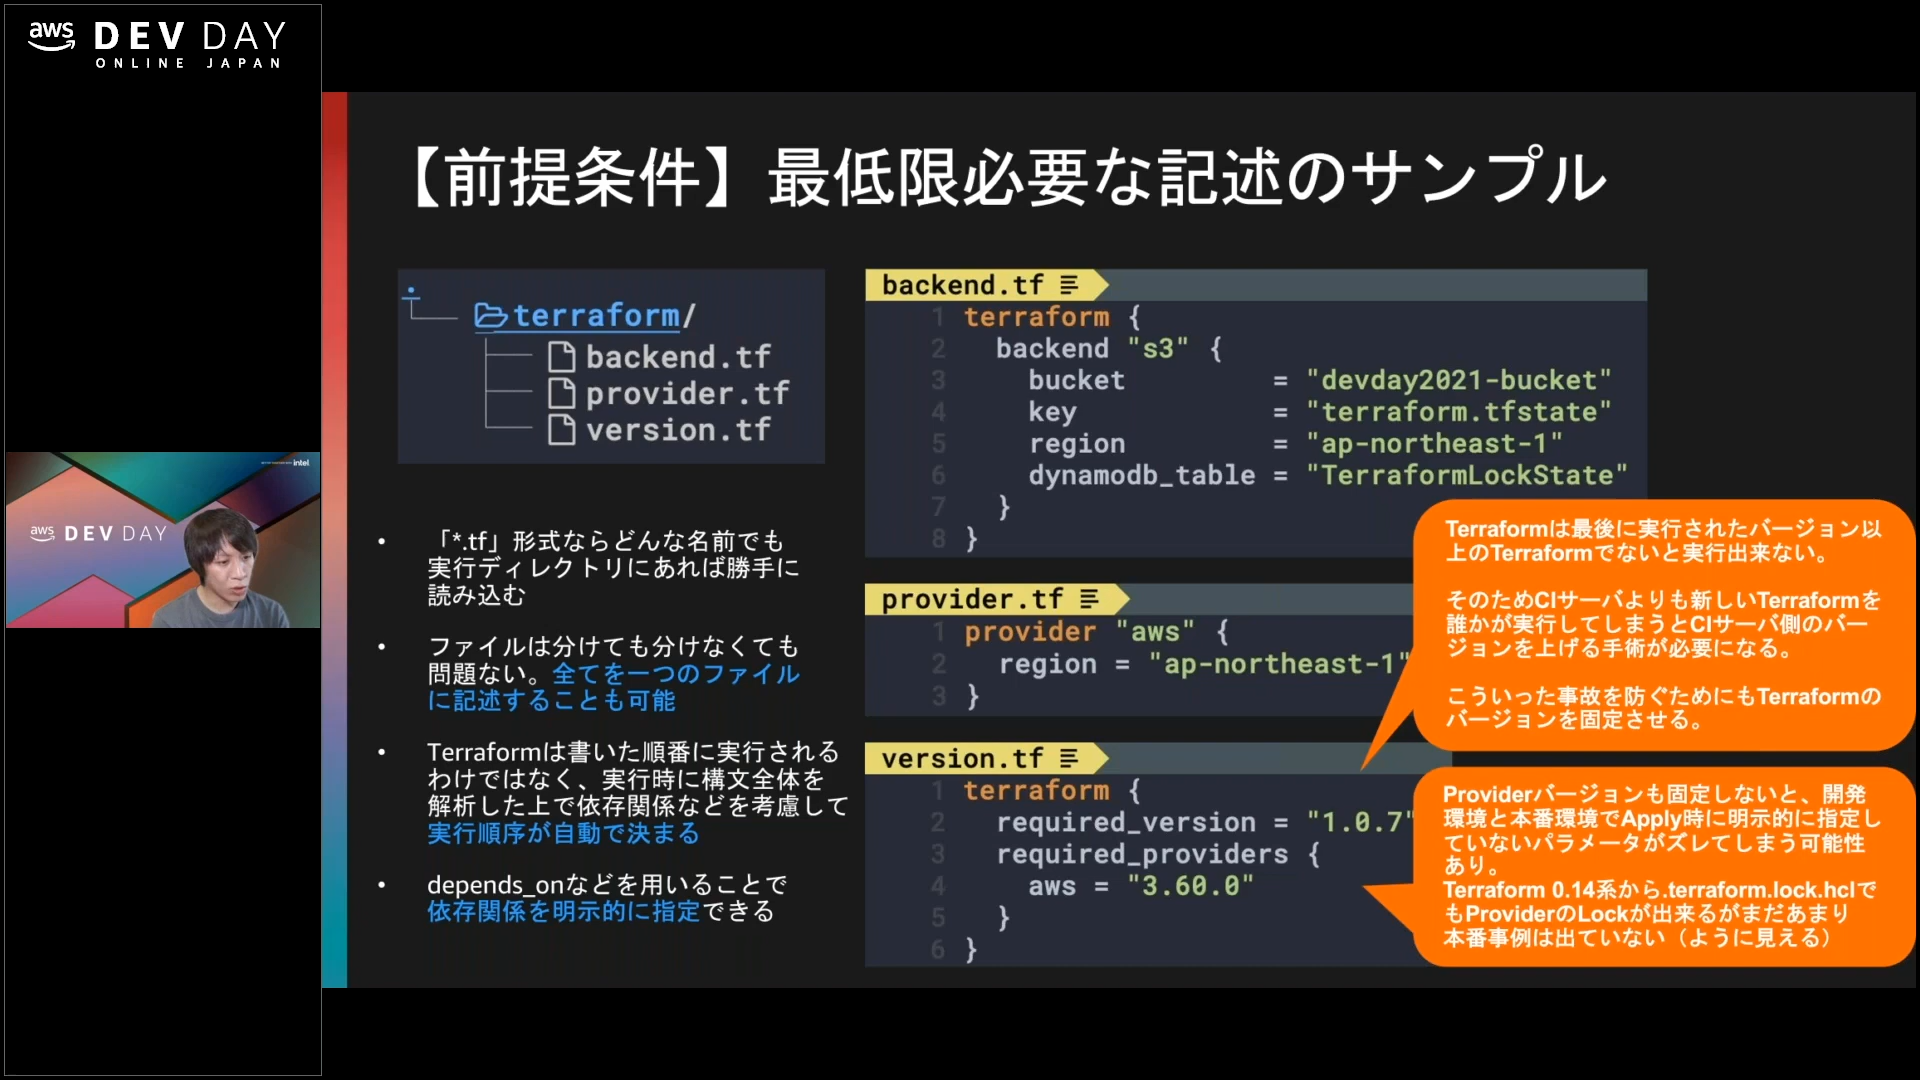 aws DEV DAY
ONLINE JAPAN
intel
aws DEV DAY
【前提条件】最低限必要な記述のサンプル
terraform/
backend.tf
provider.tf
version.tf
・「*.tf」形式ならどんな名前でも
実行ディレクトリにあれば勝手に
読み込む
・ファイルは分けても分けなくても
問題ない。全てを一つのファイル
に記述することも可能
・Terraformは書いた順番に実行される
わけではなく、実行時に構文全体を
解析した上で依存関係などを考慮して
実行順序が自動で決まる
・depends_onなどを用いることで
依存関係を明示的に指定できる
backend.tf
1 terraform {
2 backend "s3" {
3 bucket = "devday2021-bucket"
4 key = "terraform.tfstate"
5 region = "ap-northeast-1"
6 dynamodb_table = "TerraformLockState"
7 }
8 }
provider.tf
1 provider "aws" {
2 region = "ap-northeast-1"
3 }
version.tf
1 terraform {
2 required_version = "1.0.7"
3 required_providers {
4 aws = "3.60.0"
5 }
6 }
Terraformは最後に実行されたバージョン以
上のTerraformでないと実行出来ない。
そのためCIサーバよりも新しいTerraformを
誰かが実行してしまうとCIサーバ側のバー
ジョンを上げる手術が必要になる。
こういった事故を防ぐためにもTerraformの
バージョンを固定させる。
Providerバージョンも固定しないと、開発
環境と本番環境でApply時に明示的に指定し
ていないパラメータがズレてしまう可能性
あり。
Terraform 0.14系から.terraform.lock.hclで
もProviderのLockが出来るがまだあまり
本番事例は出ていない（ように見える）